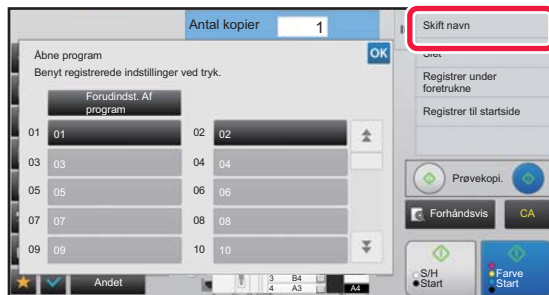 Antal kopier 1
Skift navn
Slet
Åbne program
OK
Benyt registrerede indstillinger ved tryk.
Registrer under
foretrukne
Forudindst. Af
program
Registrer til startside
01 01 02 02
03 03 04 04
05 05 06 06
07 07 08 08
09 09 10 10
Prøvekopi.
Forhåndsvis
CA
S/H
Start
Farve
Start
Andet
3 B4
4 A3
A4